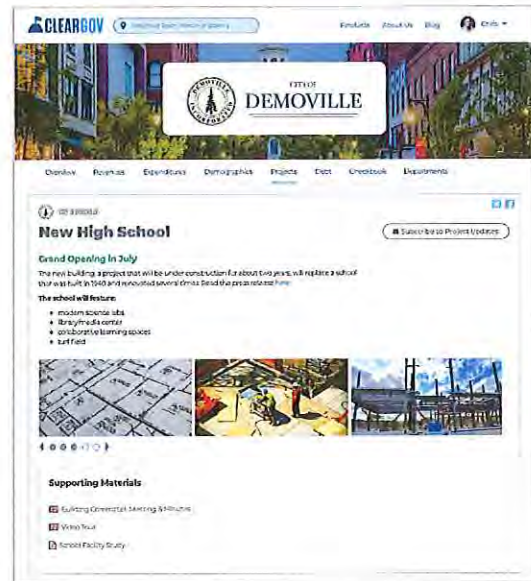 CLEARGOV
Products About Us Blog Chris
CITY OF
DEMOVILLE
DEMOVILLE
INCORPORATED
Overview Revenues Expenditures Demographics Projects Debt Checkbook Departments
New High School
Subscribe to Project Updates
Grand Opening in July
The new building, a project that will be under construction for about two years, will replace a school
that was built in 1940 and renovated several times. Read the press release here
The school will feature:
modern science labs
library/media center
collaborative learning spaces
turf field
Supporting Materials
Building Committee Meeting & Minutes
Video Tour
School Facility Study